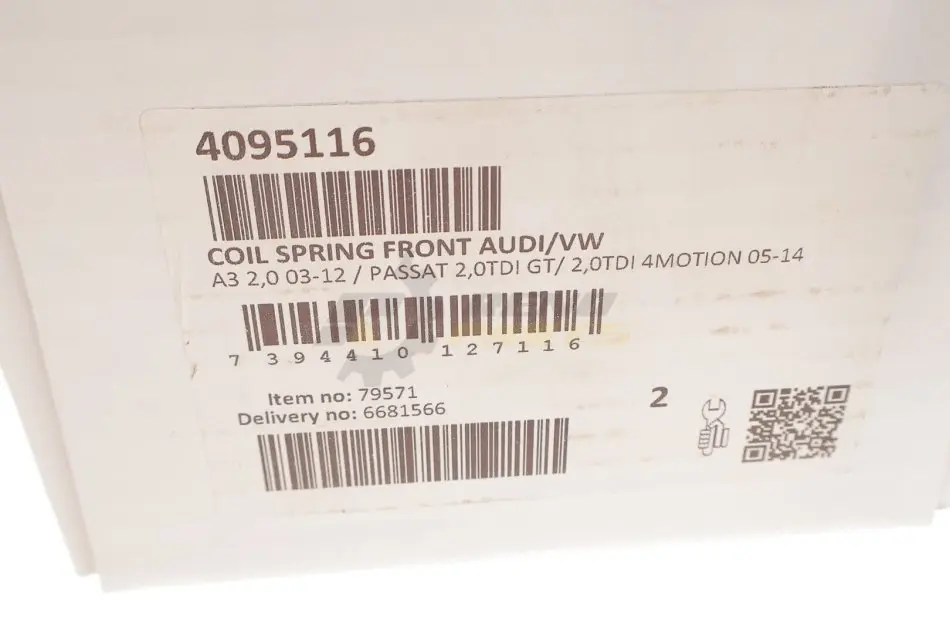 4095116
COIL SPRING FRONT AUDI/VW
A3 2,0 03-12 / PASSAT 2,0TDI GT/ 2,0TDI 4MOTION 05-14
7 394410 127116
Item no: 79571
Delivery no: 6681566
2